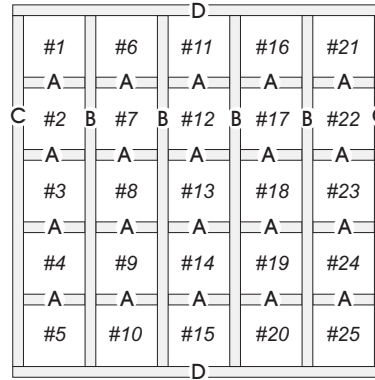 D
#1 #6 #11 #16 #21
A A A A A
C #2 B #7 B #12 B #17 B #22
A A A A A
#3 #8 #13 #18 #23
A A A A A
#4 #9 #14 #19 #24
A A A A A
#5 #10 #15 #20 #25
D